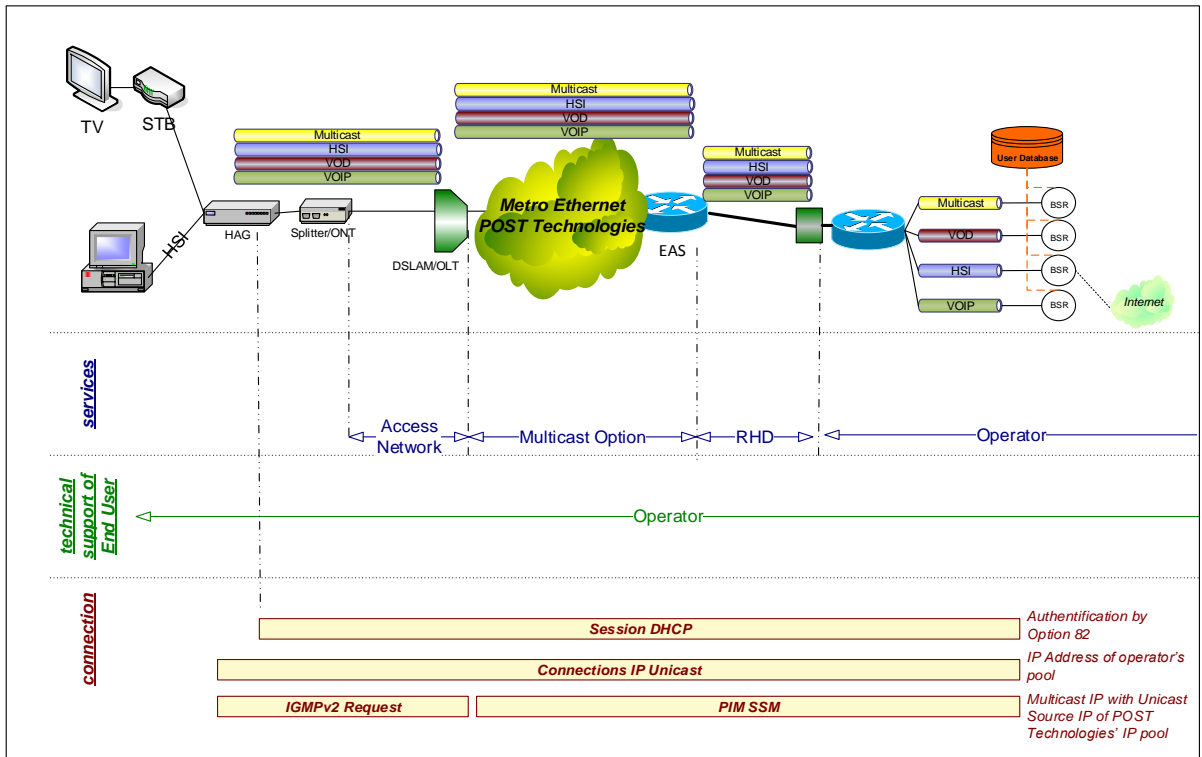 TV
STB
HSI
HAG
Splitter/ONT
Multicast
HSI
VOD
VOIP
DSLAM/OLT
Multicast
HSI
VOD
VOIP
Metro Ethernet
POST Technologies
EAS
Multicast
HSI
VOD
VOIP
User Database
Multicast
BSR
VOD
BSR
HSI
BSR
VOIP
BSR
Internet
services
Access
Network
Multicast Option
RHD
Operator
technical
support of
End User
Operator
connection
Session DHCP
Authentification by
Option 82
Connections IP Unicast
IP Address of operator's
pool
IGMPv2 Request
PIM SSM
Multicast IP with Unicast
Source IP of POST
Technologies' IP pool